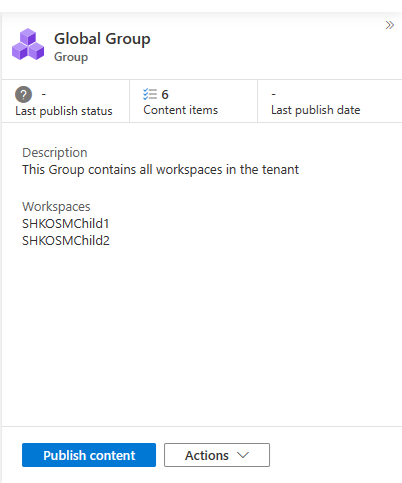 Global Group
Group
? -
Last publish status
6
Content items
-
Last publish date
Description
This Group contains all workspaces in the tenant
Workspaces
SHKOSMChild1
SHKOSMChild2
Publish content
Actions